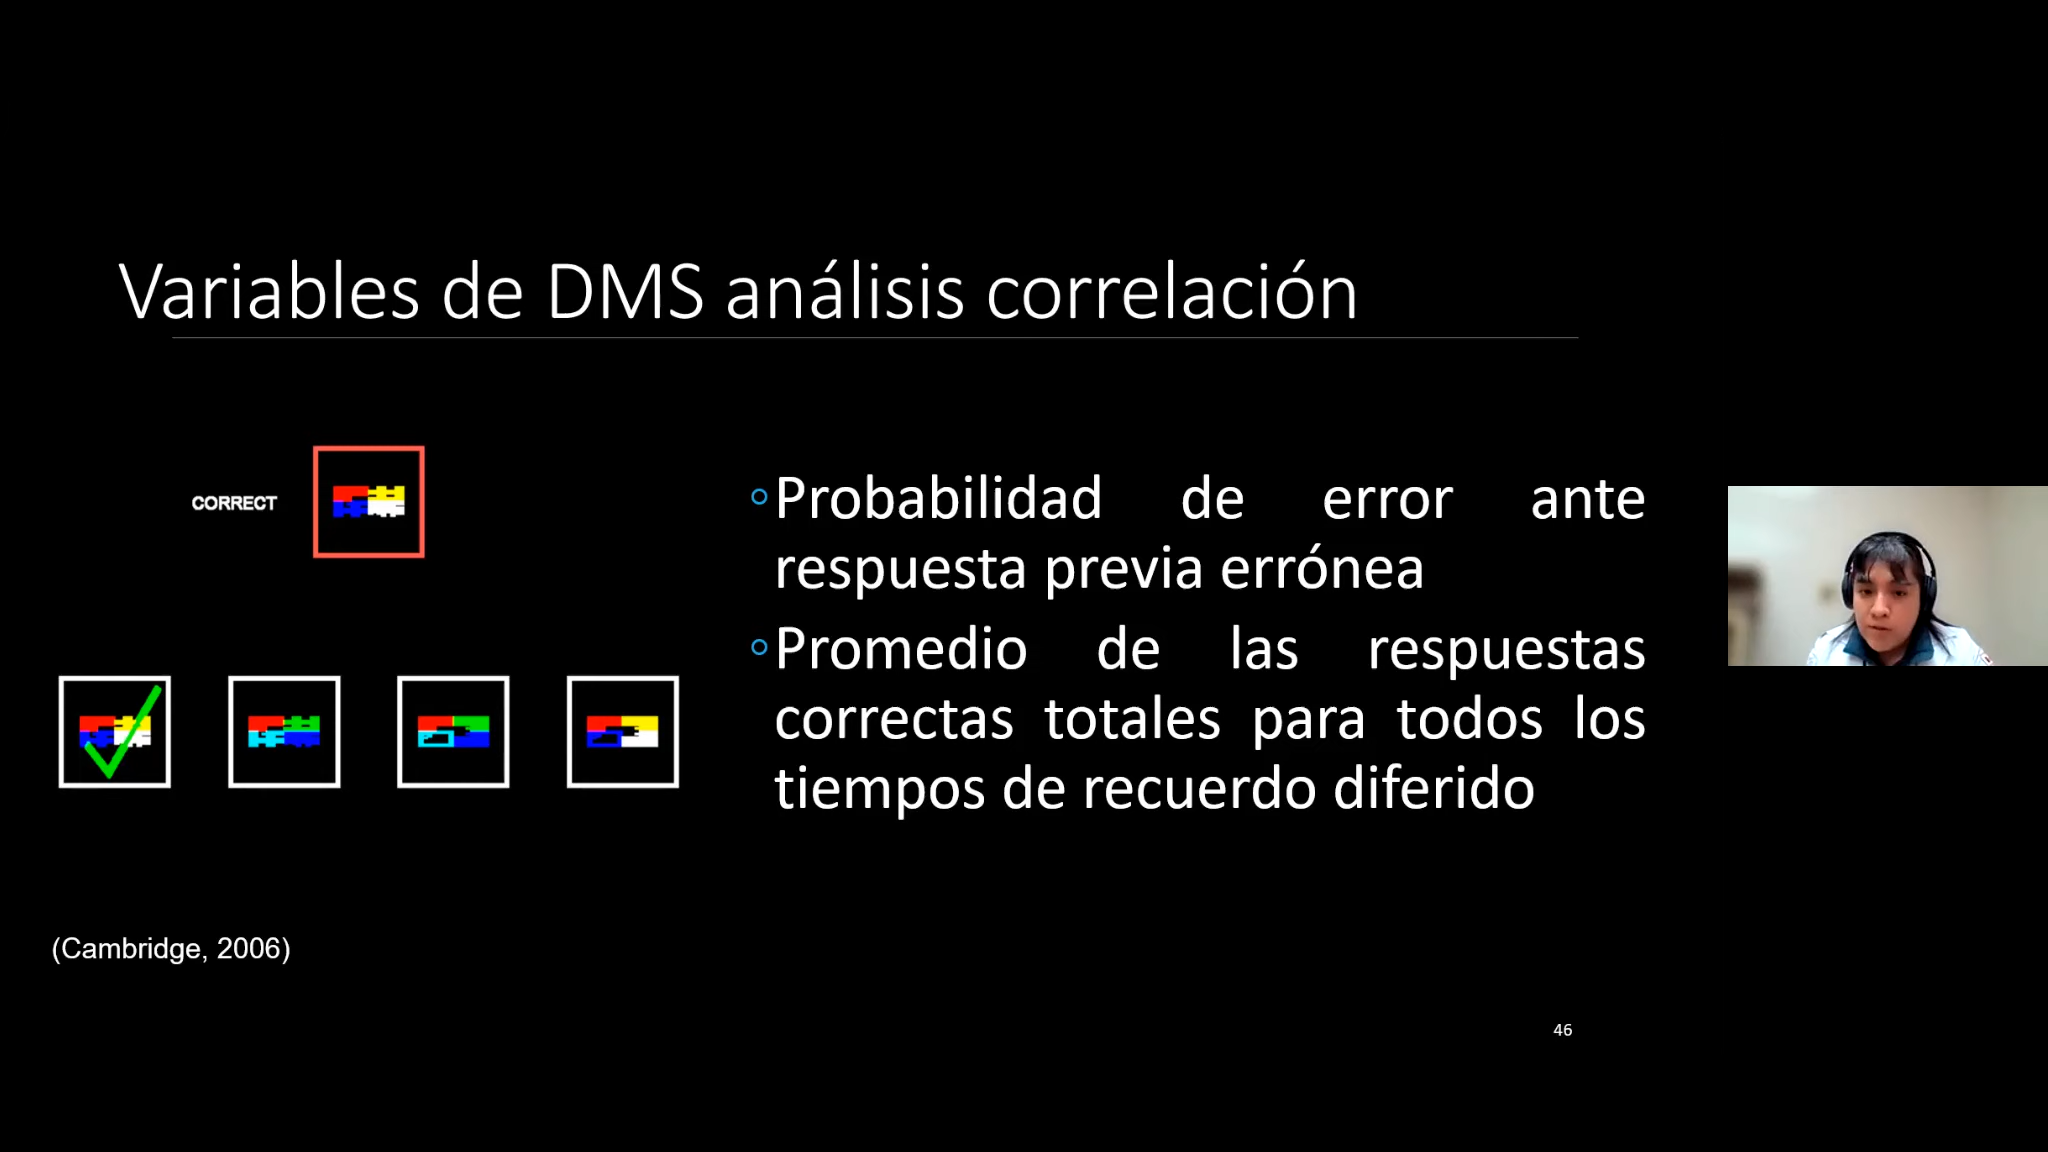 Variables de DMS análisis correlación
CORRECT
◦Probabilidad de error ante
respuesta previa errónea
◦Promedio de las respuestas
correctas totales para todos los
tiempos de recuerdo diferido
(Cambridge, 2006)
46